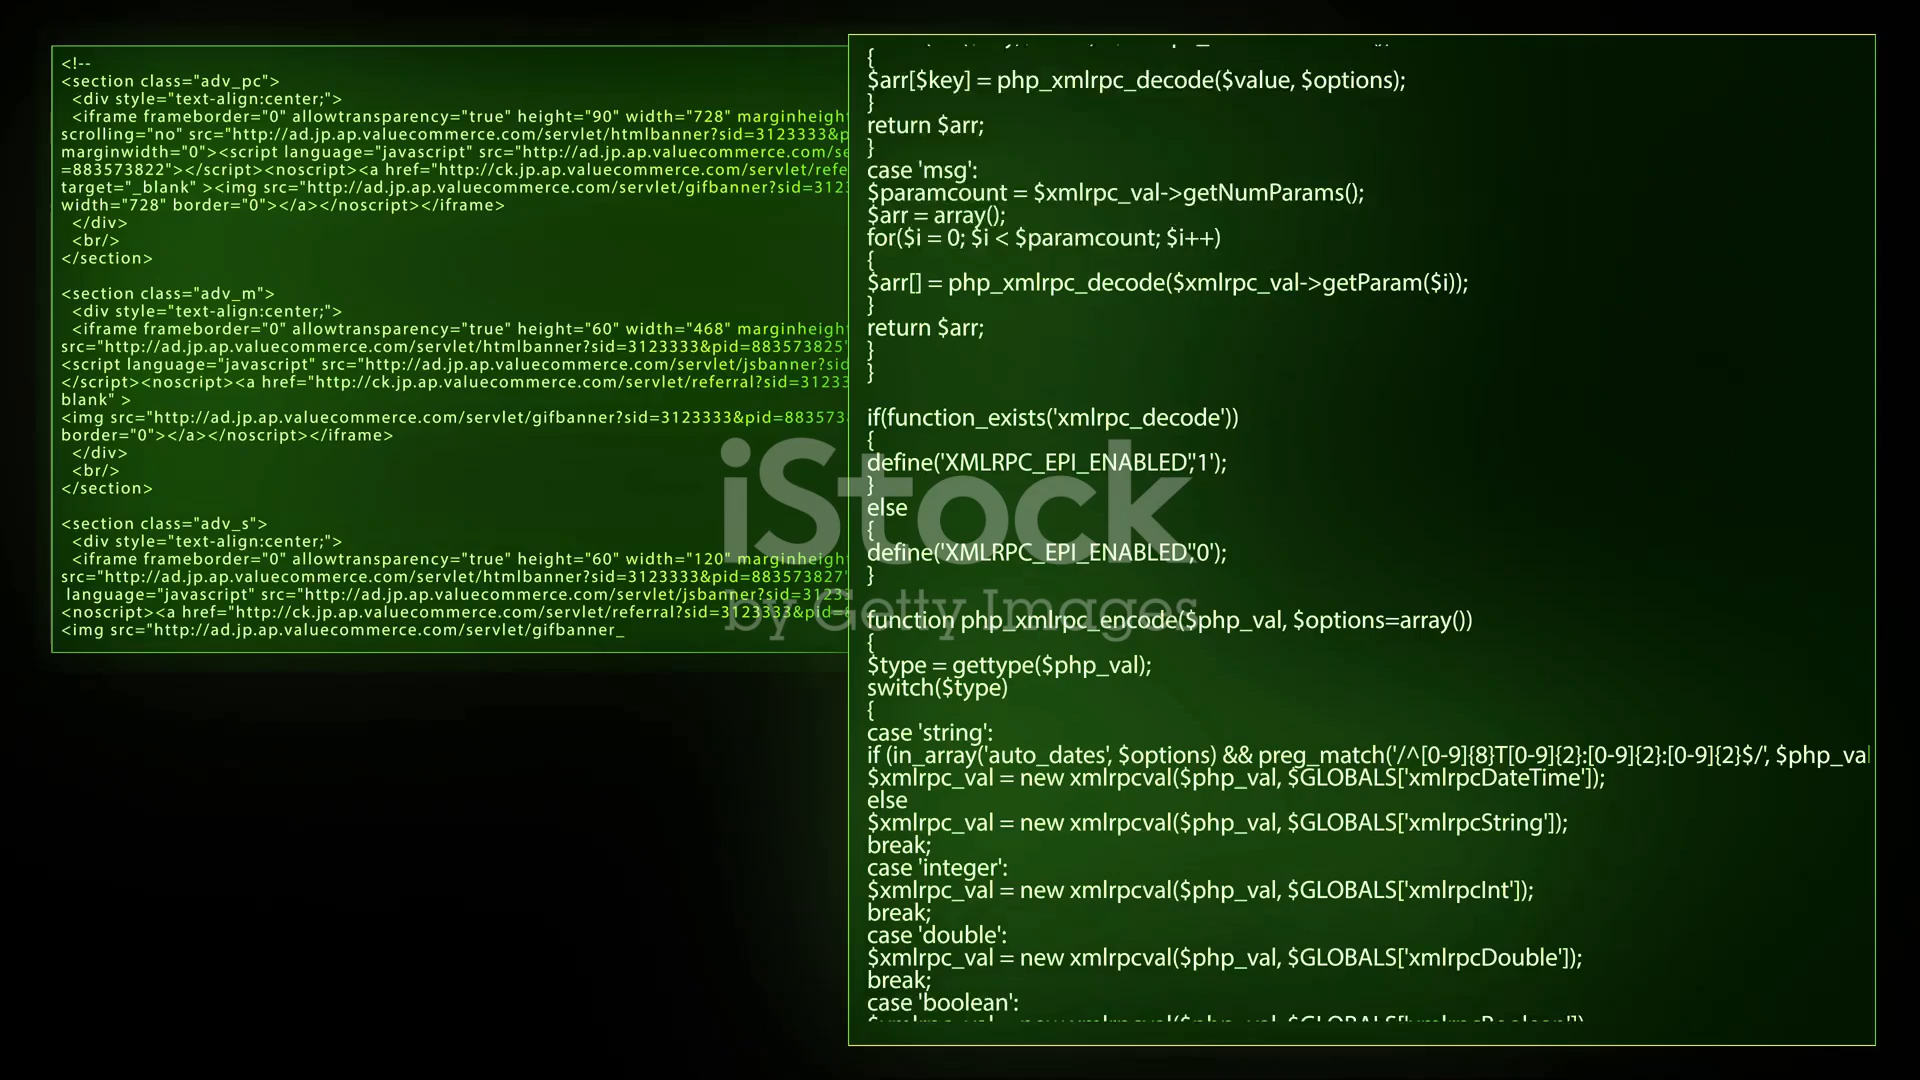 <!--
<section class="adv_pc">
<div style="text-align:center;">
<iframe frameborder="0" allowtransparency="true" height="90" width="728" marginheight
scrolling="no" src="http://ad.jp.ap.valuecommerce.com/servlet/htmlbanner?sid=3123333&p
marginwidth="0"><script language="javascript" src="http://ad.jp.ap.valuecommerce.com/se
=883573822"></script><noscript><a href="http://ck.jp.ap.valuecommerce.com/servlet/refe
target="_blank" ><img src="http://ad.jp.ap.valuecommerce.com/servlet/gifbanner?sid=3123
width="728" border="0"></a></noscript></iframe>
</div>
<br/>
</section>
<section class="adv_m">
<div style="text-align:center;">
<iframe frameborder="0" allowtransparency="true" height="60" width="468" marginheight
src="http://ad.jp.ap.valuecommerce.com/servlet/htmlbanner?sid=3123333&pid=883573825"
<script language="javascript" src="http://ad.jp.ap.valuecommerce.com/servlet/jsbanner?sid
</script><noscript><a href="http://ck.jp.ap.valuecommerce.com/servlet/referral?sid=31233
blank" >
<img src="http://ad.jp.ap.valuecommerce.com/servlet/gifbanner?sid=3123333&pid=883573
border="0"></a></noscript></iframe>
</div>
<br/>
</section>
<section class="adv_s">
<div style="text-align:center;">
<iframe frameborder="0" allowtransparency="true" height="60" width="120" marginheight
src="http://ad.jp.ap.valuecommerce.com/servlet/htmlbanner?sid=3123333&pid=883573827"
language="javascript" src="http://ad.jp.ap.valuecommerce.com/servlet/jsbanner?sid=3123
<noscript><a href="http://ck.jp.ap.valuecommerce.com/servlet/referral?sid=3123333&pid=
<img src="http://ad.jp.ap.valuecommerce.com/servlet/gifbanner_
{
$arr[$key] = php_xmlrpc_decode($value, $options);
}
return $arr;
}
case 'msg':
$paramcount = $xmlrpc_val->getNumParams();
$arr = array();
for($i = 0; $i < $paramcount; $i++)
{
$arr[] = php_xmlrpc_decode($xmlrpc_val->getParam($i));
}
return $arr;
}
}
if(function_exists('xmlrpc_decode'))
{
define('XMLRPC_EPI_ENABLED','1');
}
else
{
define('XMLRPC_EPI_ENABLED','0');
}
function php_xmlrpc_encode($php_val, $options=array())
{
$type = gettype($php_val);
switch($type)
{
case 'string':
if (in_array('auto_dates', $options) && preg_match('/^[0-9]{8}T[0-9]{2}:[0-9]{2}:[0-9]{2}$/', $php_val
$xmlrpc_val = new xmlrpcval($php_val, $GLOBALS['xmlrpcDateTime']);
else
$xmlrpc_val = new xmlrpcval($php_val, $GLOBALS['xmlrpcString']);
break;
case 'integer':
$xmlrpc_val = new xmlrpcval($php_val, $GLOBALS['xmlrpcInt']);
break;
case 'double':
$xmlrpc_val = new xmlrpcval($php_val, $GLOBALS['xmlrpcDouble']);
break;
case 'boolean':
iStock
by Getty Images